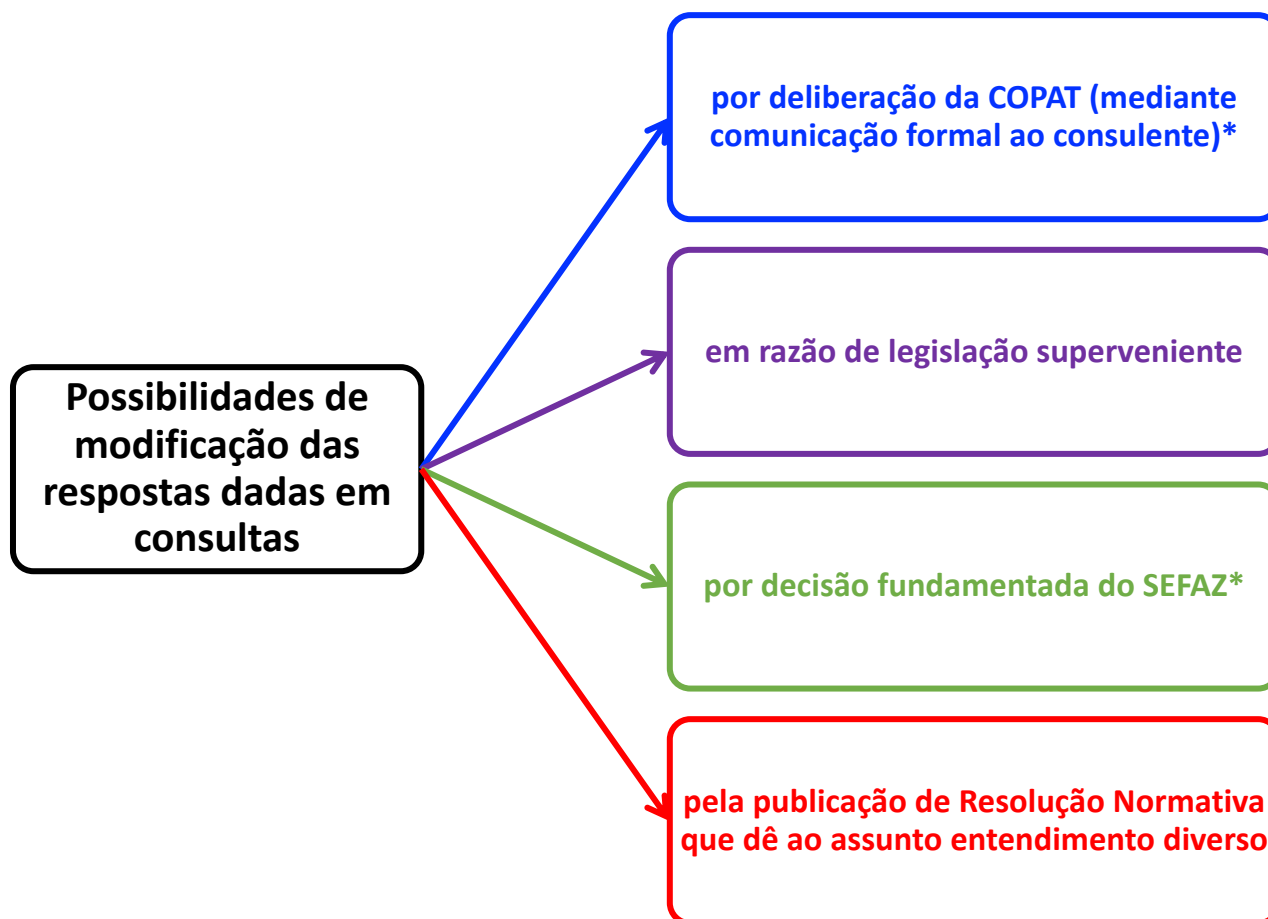 Possibilidades de
modificação das
respostas dadas em
consultas
por deliberação da COPAT (mediante
comunicação formal ao consulente)*
em razão de legislação superveniente
por decisão fundamentada do SEFAZ*
pela publicação de Resolução Normativa
que dê ao assunto entendimento diverso